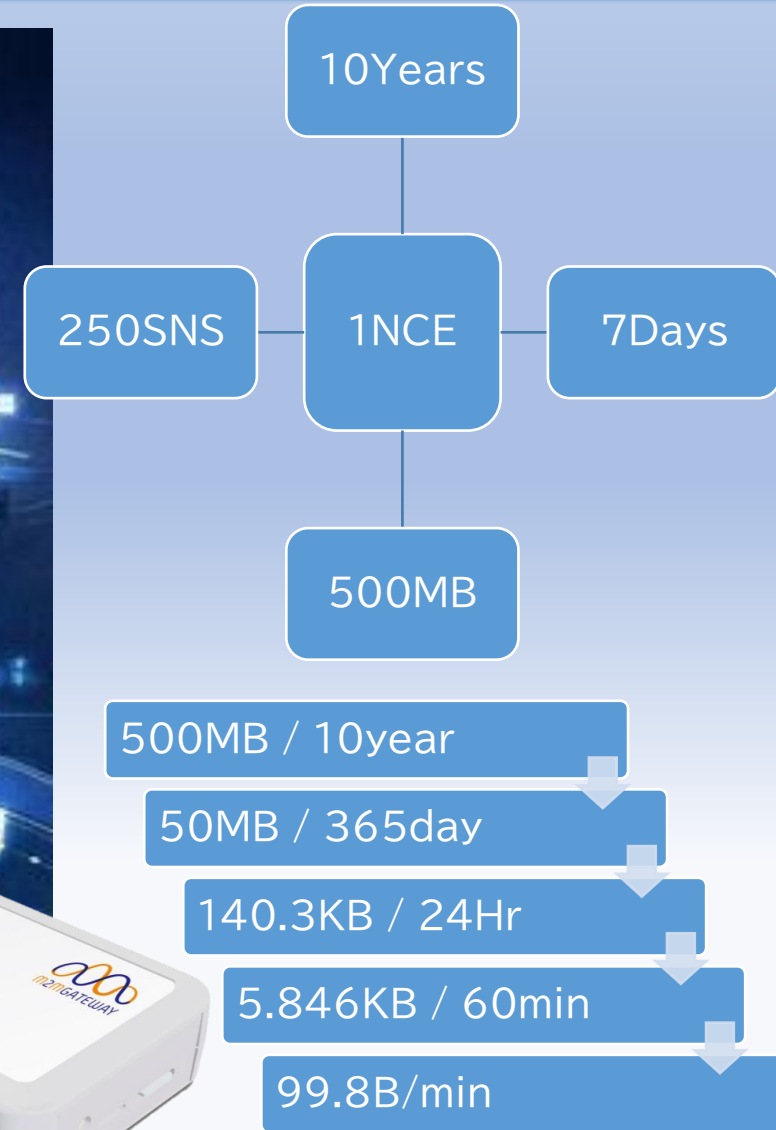 10Years
250SNS
1NCE
7Days
500MB
500MB / 10year
50MB / 365day
140.3KB / 24Hr
5.846KB / 60min
99.8B/min
m2mGATEWAY